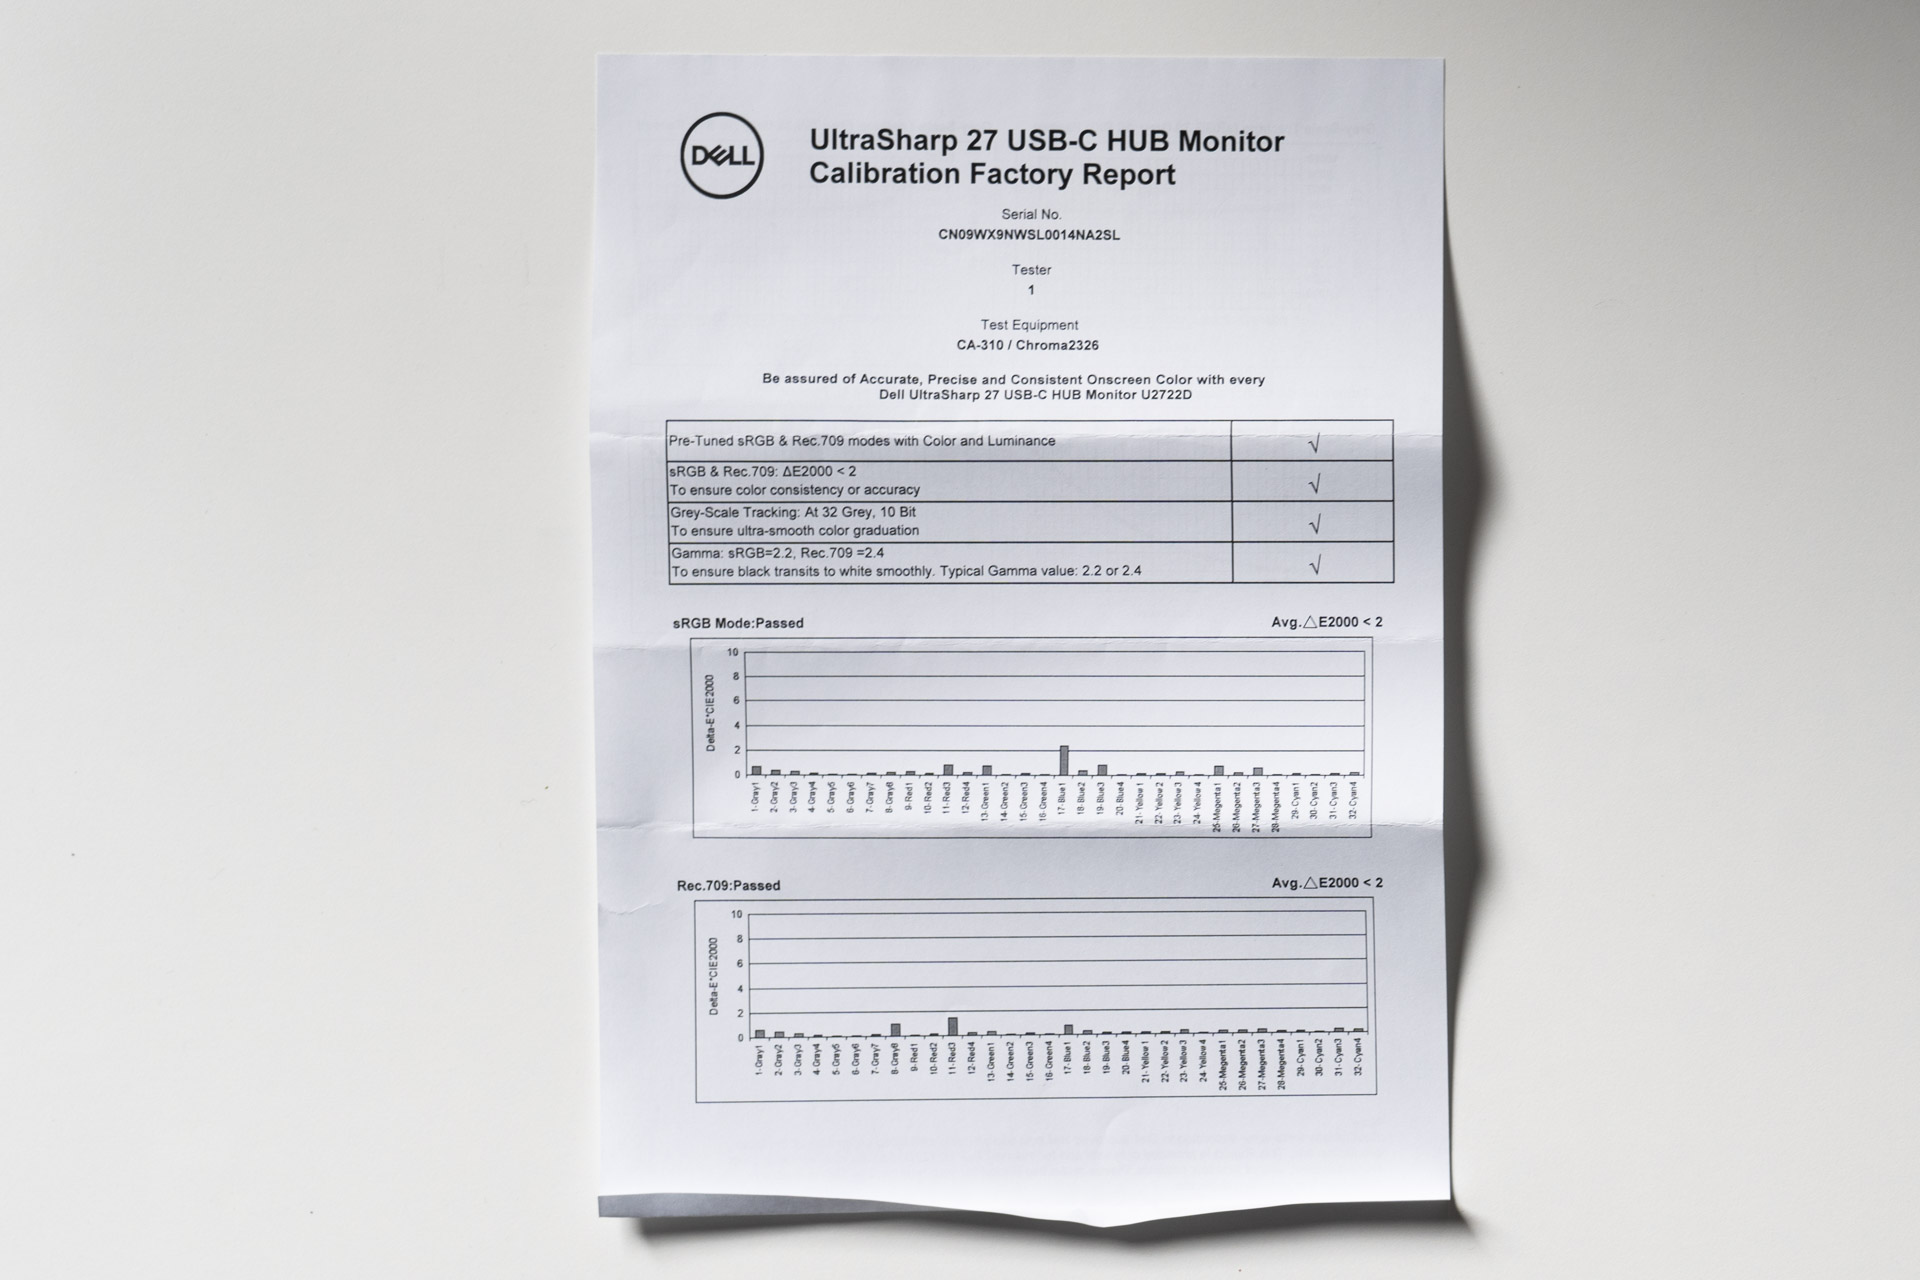 DELL
UltraSharp 27 USB-C HUB Monitor
Calibration Factory Report
Serial No.
CN09WX9NWSL0014NA2SL
Tester
1
Test Equipment
CA-310 / Chroma2326
Be assured of Accurate, Precise and Consistent Onscreen Color with every
Dell UltraSharp 27 USB-C HUB Monitor U2722D
Pre-Tuned sRGB & Rec.709 modes with Color and Luminance √
sRGB & Rec.709: ΔE2000 < 2
To ensure color consistency or accuracy √
Grey-Scale Tracking: At 32 Grey, 10 Bit
To ensure ultra-smooth color graduation √
Gamma: sRGB=2.2, Rec.709 =2.4
To ensure black transits to white smoothly. Typical Gamma value: 2.2 or 2.4 √
sRGB Mode:Passed
Avg.△E2000 < 2
Delta-E*CIE2000
10
8
6
4
2
0
1-Gray1
2-Gray2
3-Gray3
4-Gray4
5-Gray5
6-Gray6
7-Gray7
8-Gray8
9-Red1
10-Red2
11-Red3
12-Red4
13-Green1
14-Green2
15-Green3
16-Green4
17-Blue1
18-Blue2
19-Blue3
20-Blue4
21-Yellow1
22-Yellow2
23-Yellow3
24-Yellow4
25-Megenta1
26-Megenta2
27-Megenta3
28-Megenta4
29-Cyan1
30-Cyan2
31-Cyan3
32-Cyan4
Rec.709:Passed
Avg.△E2000 < 2
Delta-E*CIE2000
10
8
6
4
2
0
1-Gray1
2-Gray2
3-Gray3
4-Gray4
5-Gray5
6-Gray6
7-Gray7
8-Gray8
9-Red1
10-Red2
11-Red3
12-Red4
13-Green1
14-Green2
15-Green3
16-Green4
17-Blue1
18-Blue2
19-Blue3
20-Blue4
21-Yellow1
22-Yellow2
23-Yellow3
24-Yellow4
25-Megenta1
26-Megenta2
27-Megenta3
28-Megenta4
29-Cyan1
30-Cyan2
31-Cyan3
32-Cyan4